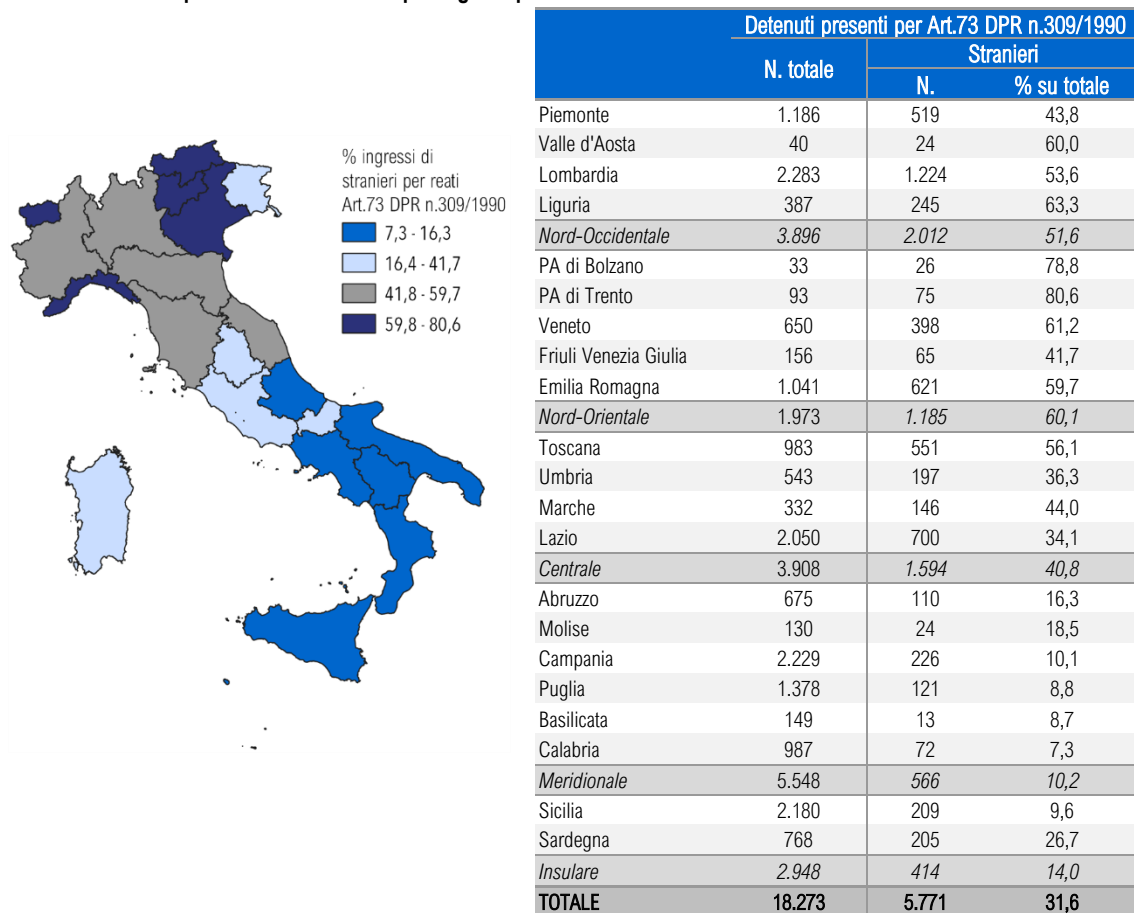 % ingressi di
stranieri per reati
Art.73 DPR n.309/1990
7,3 - 16,3
16,4 - 41,7
41,8 - 59,7
59,8 - 80,6
Detenuti presenti per Art.73 DPR n.309/1990
N. totale Stranieri
N. % su totale
Piemonte 1.186 519 43,8
Valle d'Aosta 40 24 60,0
Lombardia 2.283 1.224 53,6
Liguria 387 245 63,3
Nord-Occidentale 3.896 2.012 51,6
PA di Bolzano 33 26 78,8
PA di Trento 93 75 80,6
Veneto 650 398 61,2
Friuli Venezia Giulia 156 65 41,7
Emilia Romagna 1.041 621 59,7
Nord-Orientale 1.973 1.185 60,1
Toscana 983 551 56,1
Umbria 543 197 36,3
Marche 332 146 44,0
Lazio 2.050 700 34,1
Centrale 3.908 1.594 40,8
Abruzzo 675 110 16,3
Molise 130 24 18,5
Campania 2.229 226 10,1
Puglia 1.378 121 8,8
Basilicata 149 13 8,7
Calabria 987 72 7,3
Meridionale 5.548 566 10,2
Sicilia 2.180 209 9,6
Sardegna 768 205 26,7
Insulare 2.948 414 14,0
TOTALE 18.273 5.771 31,6